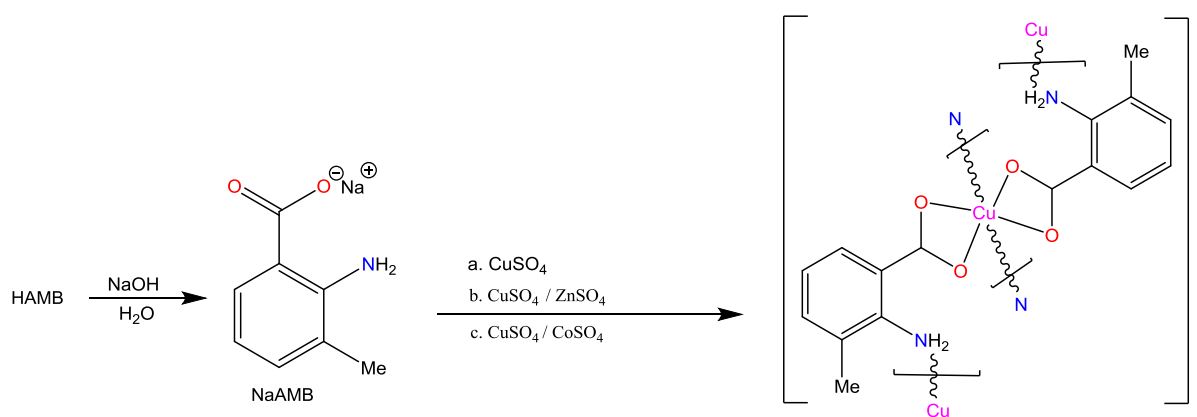 HAMB
NaOH
H2O
O
O⊖Na⊕
NH2
Me
NaAMB
a. CuSO4
b. CuSO4 / ZnSO4
c. CuSO4 / CoSO4
Cu
Me
H2N
N
O
O
Cu
O
O
N
NH2
Me
Cu